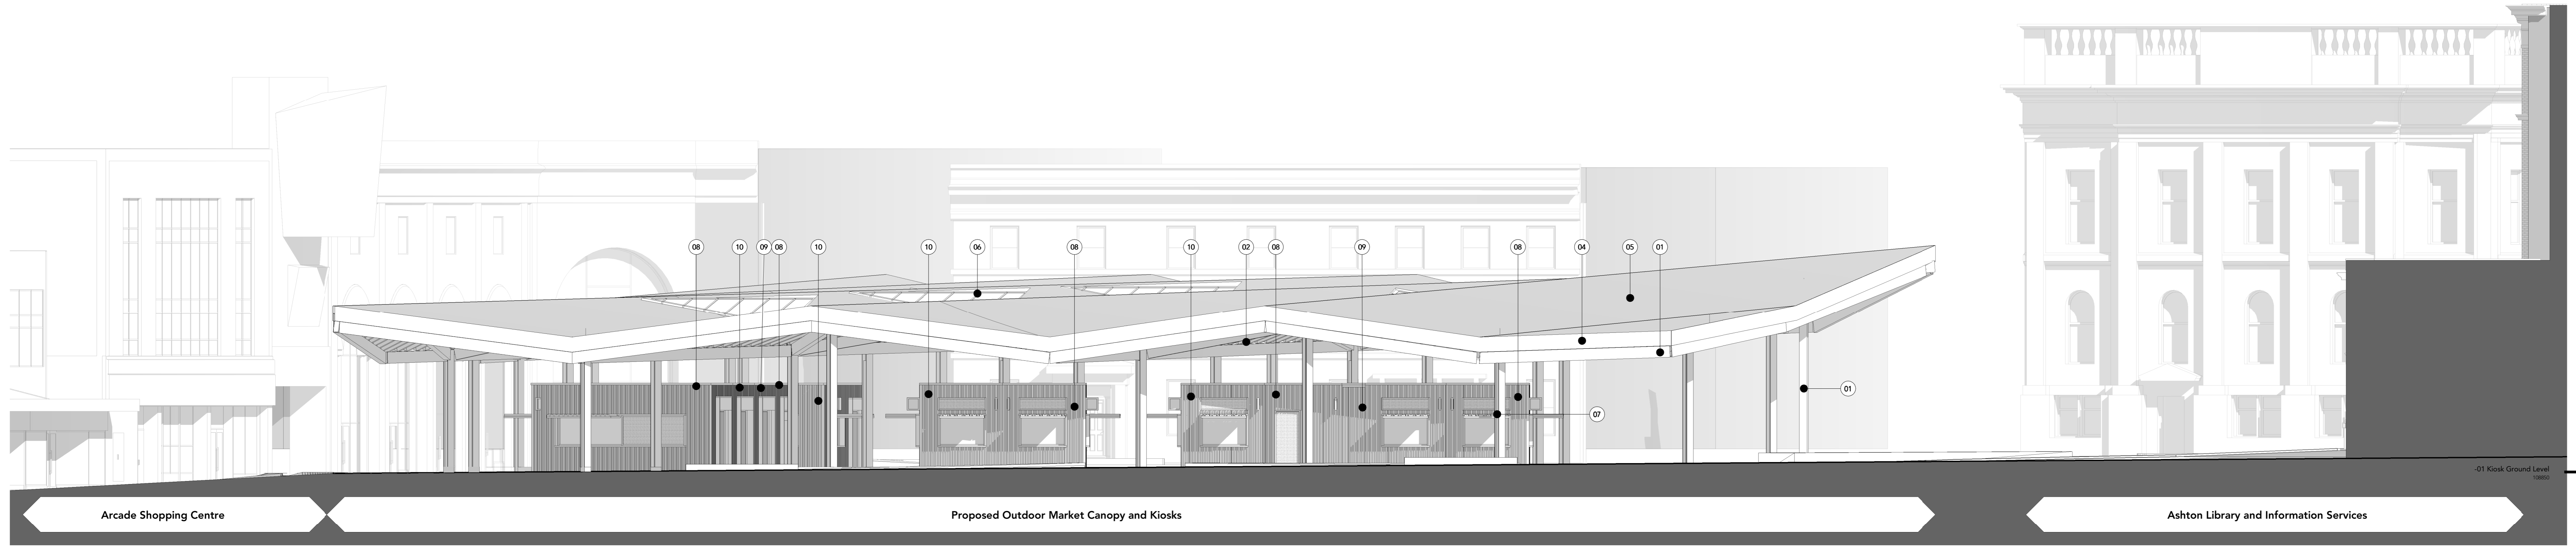 08 10 09 08 10 10 06 08 10 02 08 09 08 04 05 01
01
07
-01 Kiosk Ground Level
108850
Arcade Shopping Centre
Proposed Outdoor Market Canopy and Kiosks
Ashton Library and Information Services